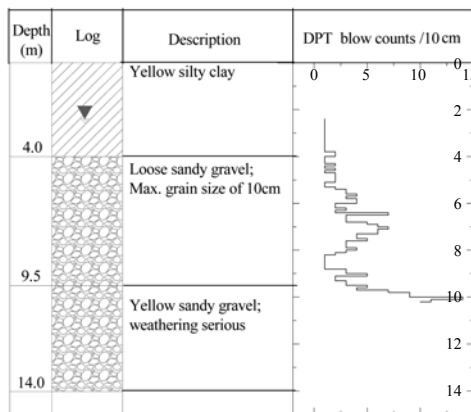 Depth
(m)
Log
Description
DPT blow counts /10 cm
0 5 10
0
2
4
6
8
10
12
14
Yellow silty clay
4.0
Loose sandy gravel;
Max. grain size of 10cm
9.5
Yellow sandy gravel;
weathering serious
14.0